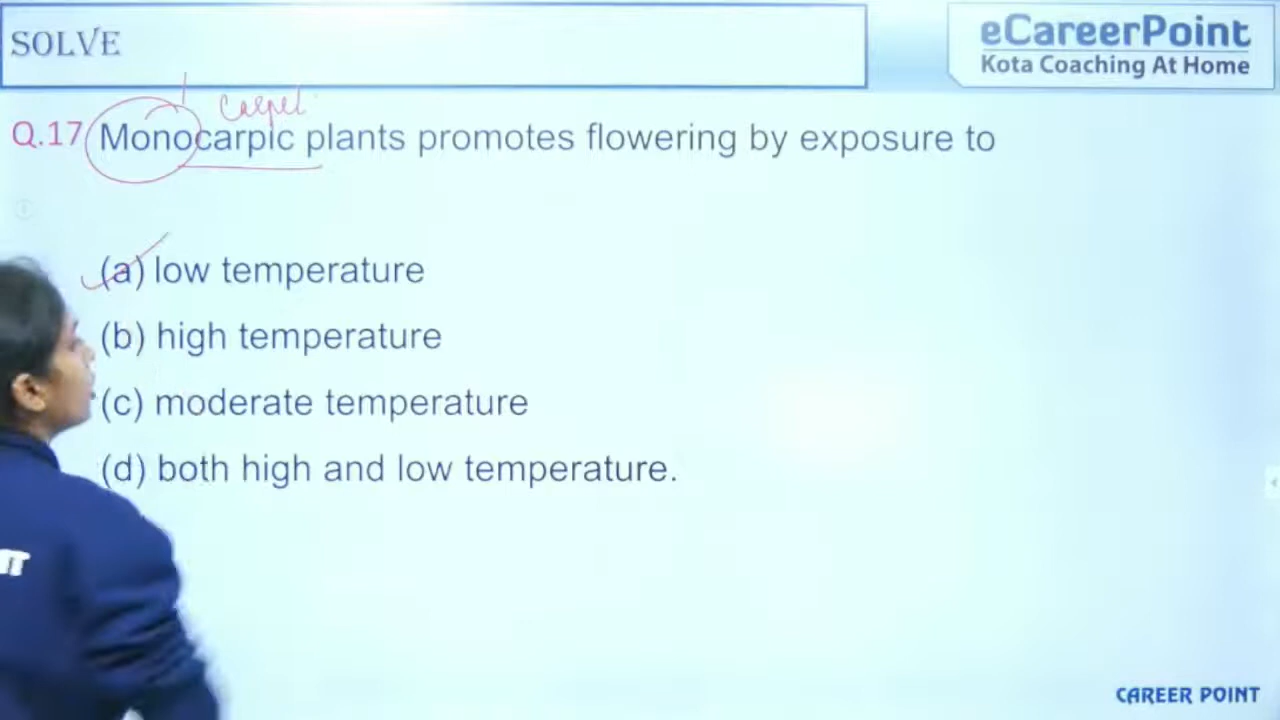 SOLVE
eCareerPoint
Kota Coaching At Home
carpel
Q.17 Monocarpic plants promotes flowering by exposure to
(a) low temperature
(b) high temperature
(c) moderate temperature
(d) both high and low temperature.
CAREER POINT